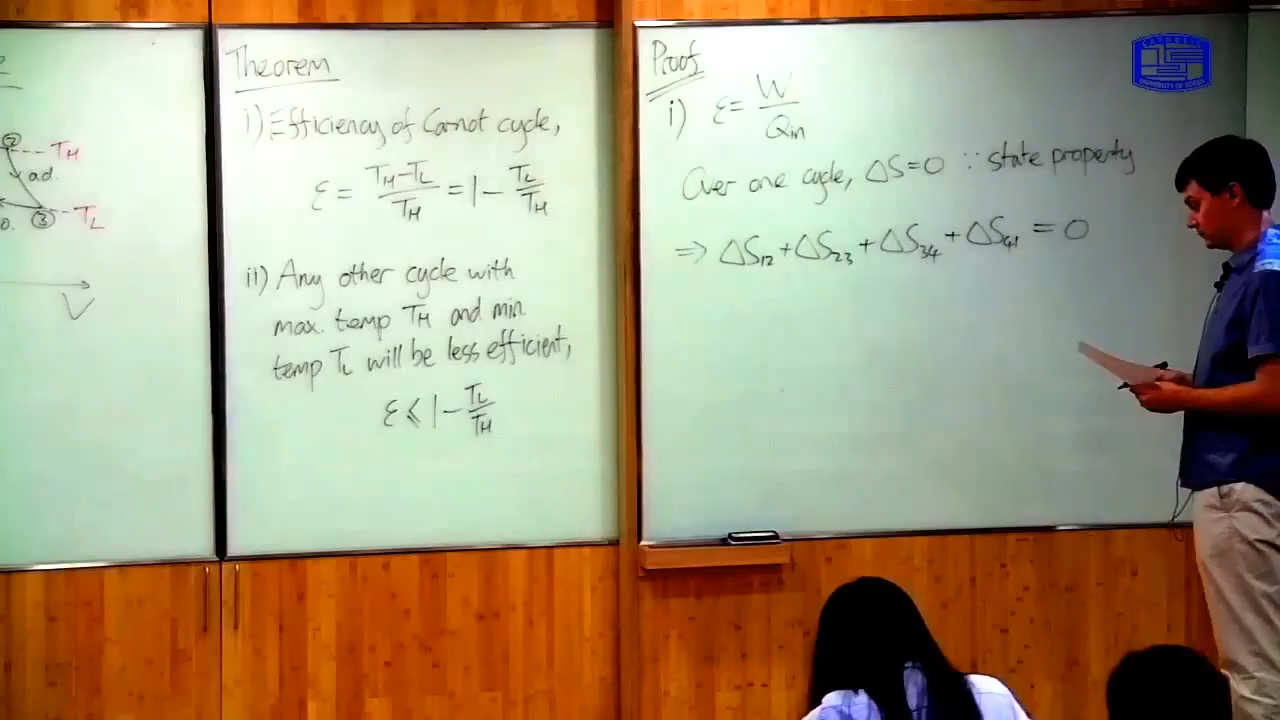 ② -- T_H
ad.
③ - T_L
V
Theorem
i) Efficiency of Carnot cycle,
ε = (T_H - T_L)/T_H = 1 - T_L/T_H
ii) Any other cycle with
max. temp T_H and min.
temp T_L will be less efficient,
ε ⩽ 1 - T_L/T_H
Proof
i) ε = W/Q_in
Over one cycle, ΔS=0 ∵ state property
⇒ ΔS_12 + ΔS_23 + ΔS_34 + ΔS_41 = 0